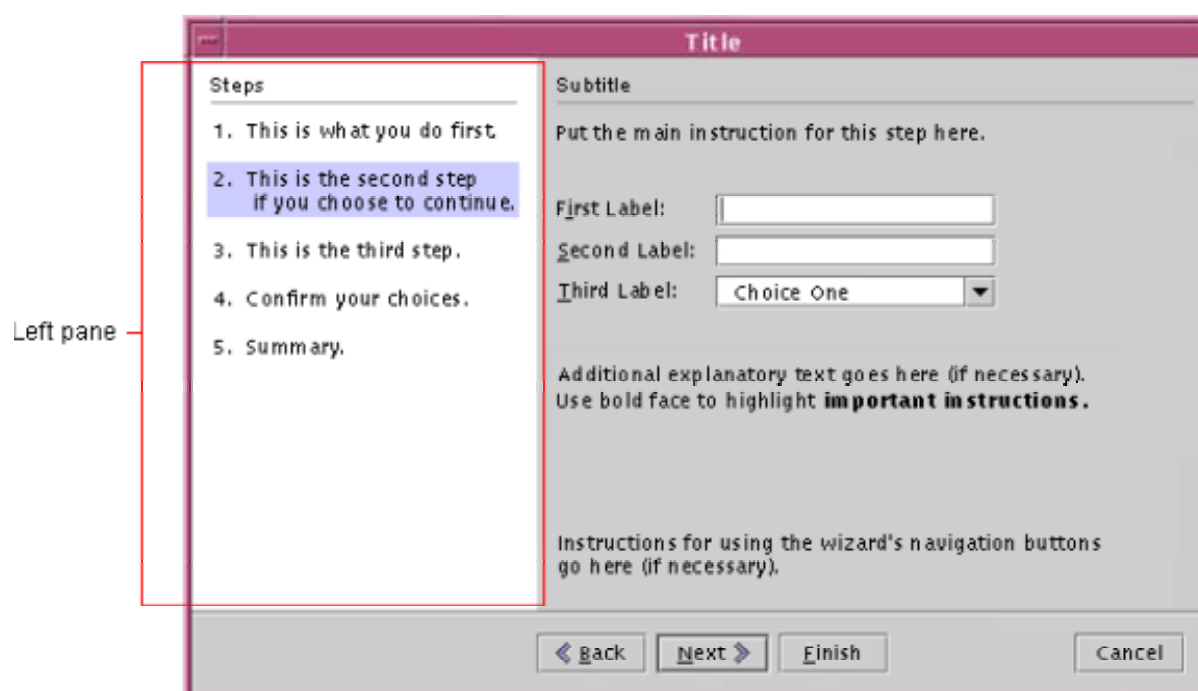 Title
Left pane
Steps
1. This is what you do first.
2. This is the second step
if you choose to continue.
3. This is the third step.
4. Confirm your choices.
5. Summary.
Subtitle
Put the main instruction for this step here.
First Label:
Second Label:
Third Label: Choice One
Additional explanatory text goes here (if necessary).
Use bold face to highlight important instructions.
Instructions for using the wizard's navigation buttons
go here (if necessary).
Back Next Finish Cancel